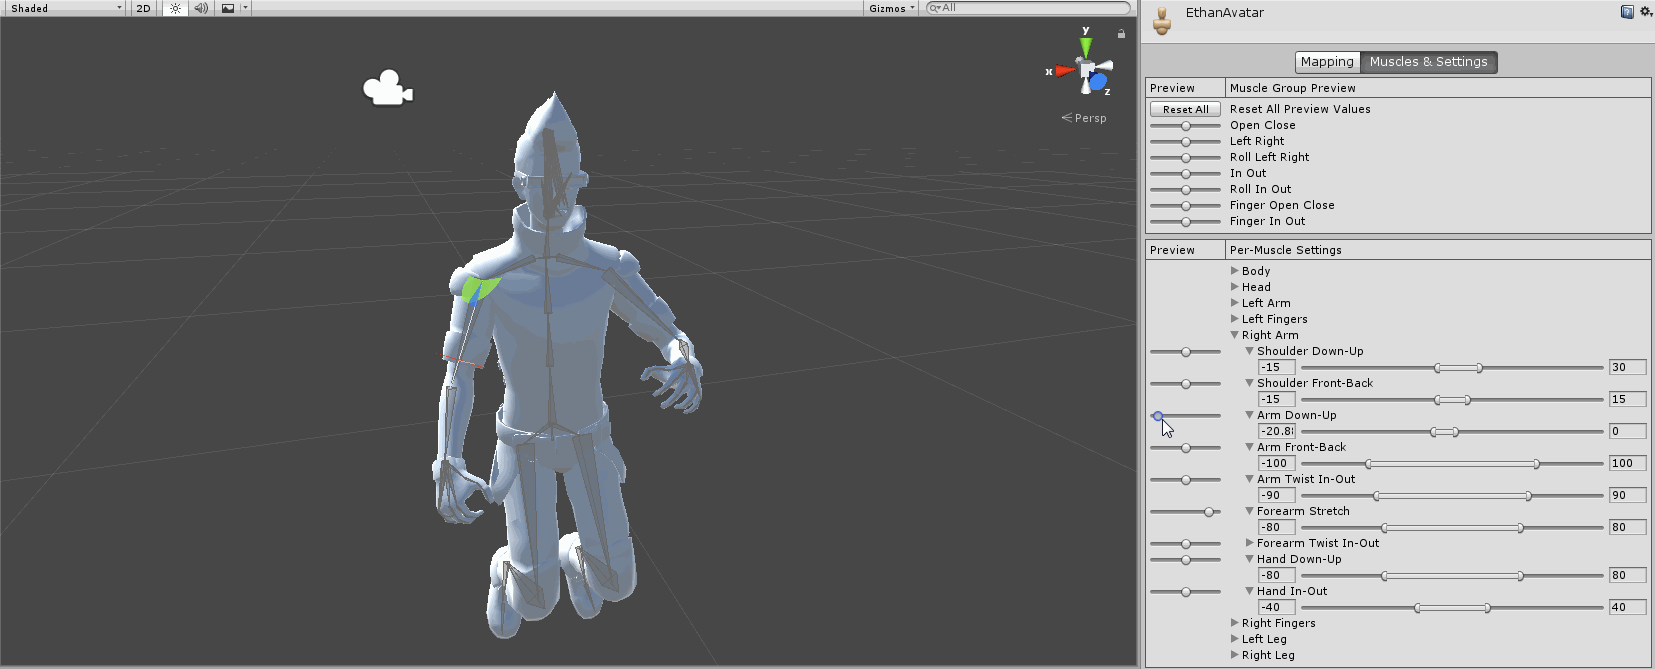 Shaded 2D Gizmos All
y
x
z
Persp
EthanAvatar
Mapping Muscles & Settings
Preview Muscle Group Preview
Reset All Reset All Preview Values
Open Close
Left Right
Roll Left Right
In Out
Roll In Out
Finger Open Close
Finger In Out
Preview Per-Muscle Settings
Body
Head
Left Arm
Left Fingers
Right Arm
Shoulder Down-Up
-15 30
Shoulder Front-Back
-15 15
Arm Down-Up
-20.8 0
Arm Front-Back
-100 100
Arm Twist In-Out
-90 90
Forearm Stretch
-80 80
Forearm Twist In-Out
Hand Down-Up
-80 80
Hand In-Out
-40 40
Right Fingers
Left Leg
Right Leg